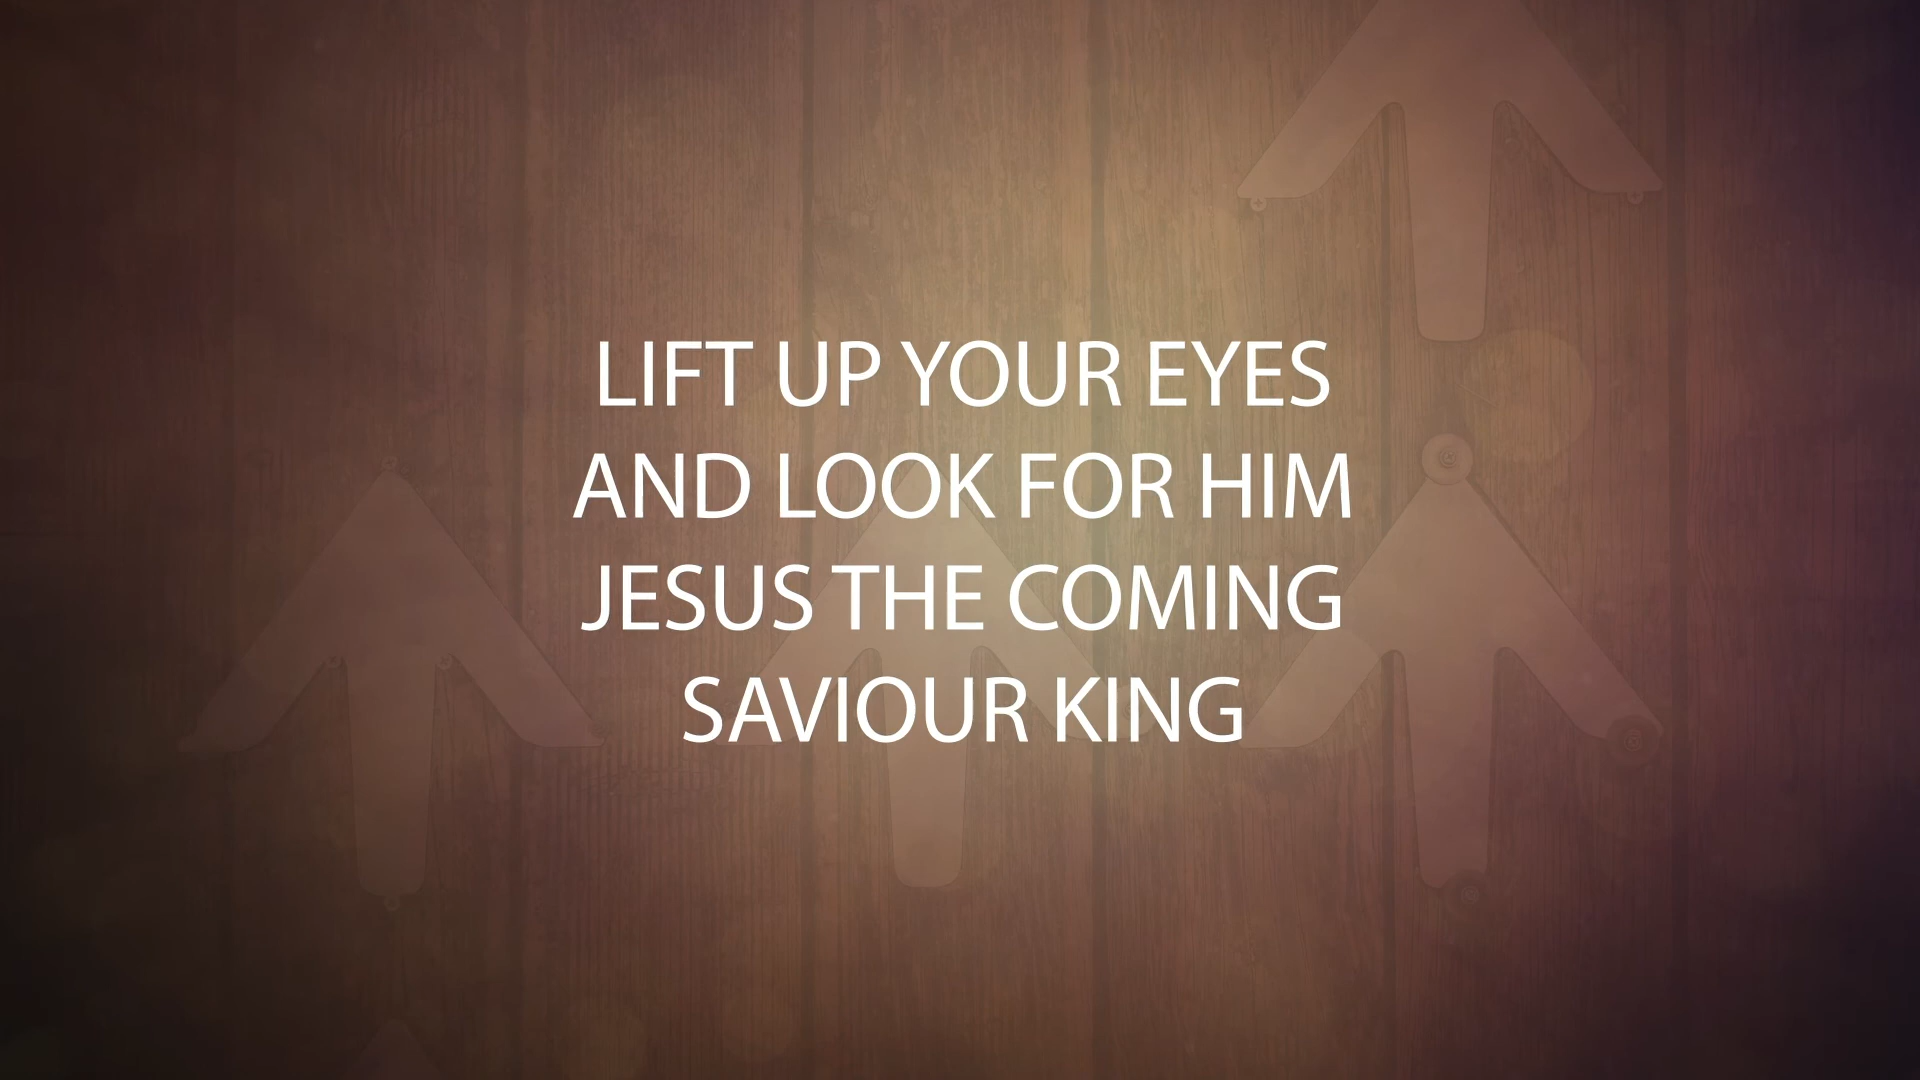 LIFT UP YOUR EYES
AND LOOK FOR HIM
JESUS THE COMING
SAVIOUR KING